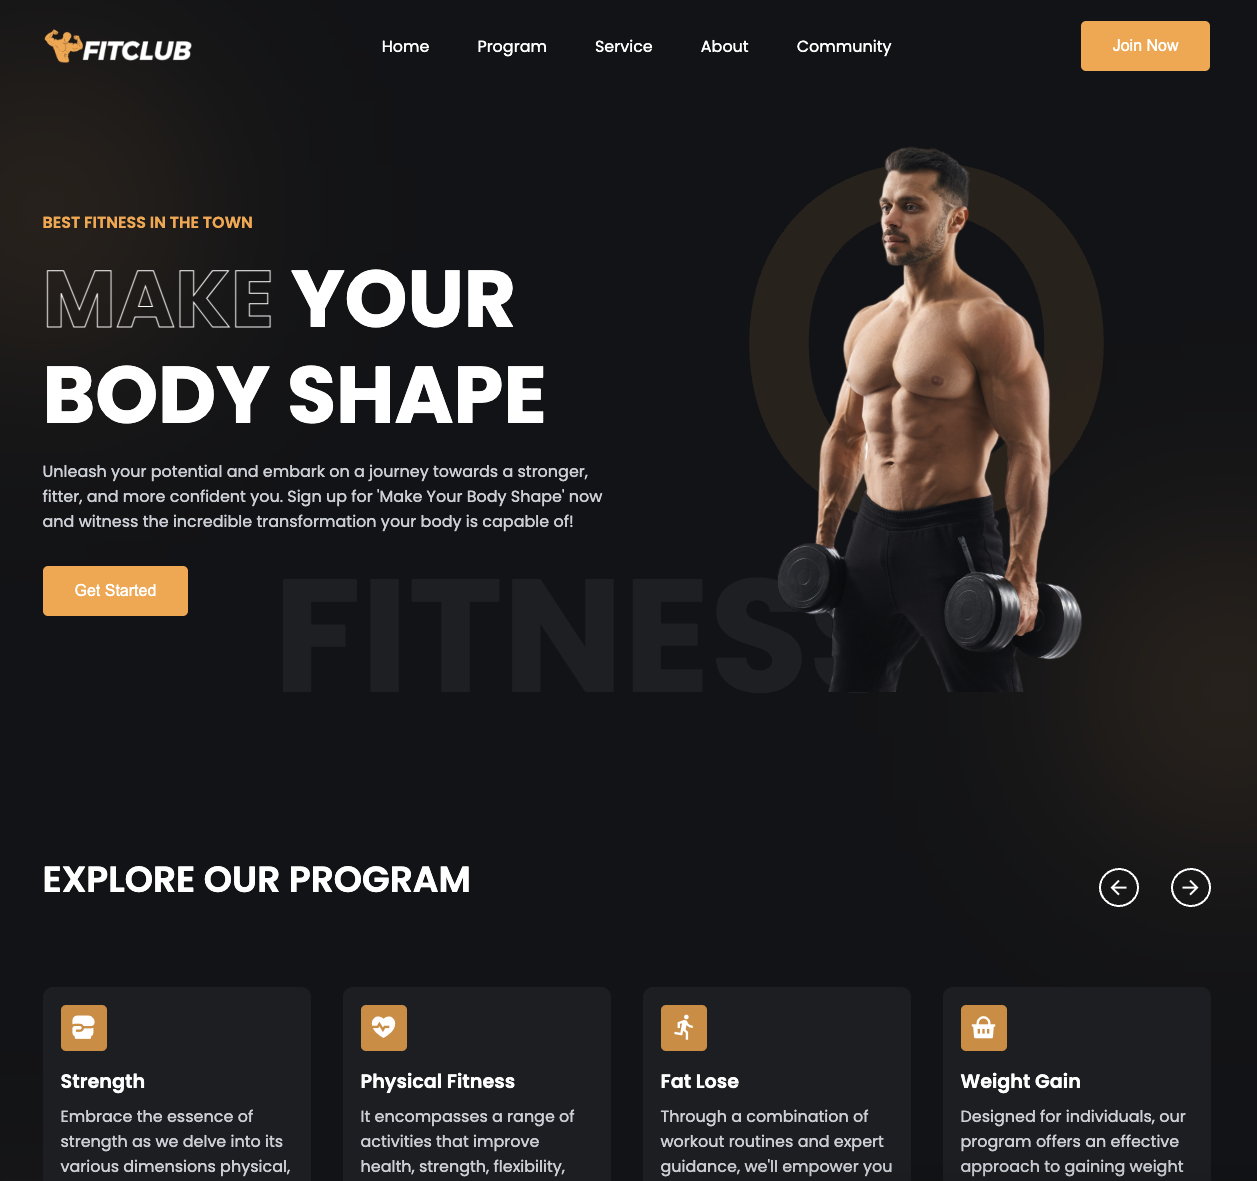 FITCLUB
Home Program Service About Community
Join Now
BEST FITNESS IN THE TOWN
MAKE YOUR
BODY SHAPE
Unleash your potential and embark on a journey towards a stronger,
fitter, and more confident you. Sign up for 'Make Your Body Shape' now
and witness the incredible transformation your body is capable of!
Get Started
FITNESS
EXPLORE OUR PROGRAM
Strength
Embrace the essence of
strength as we delve into its
various dimensions physical,
Physical Fitness
It encompasses a range of
activities that improve
health, strength, flexibility,
Fat Lose
Through a combination of
workout routines and expert
guidance, we'll empower you
Weight Gain
Designed for individuals, our
program offers an effective
approach to gaining weight